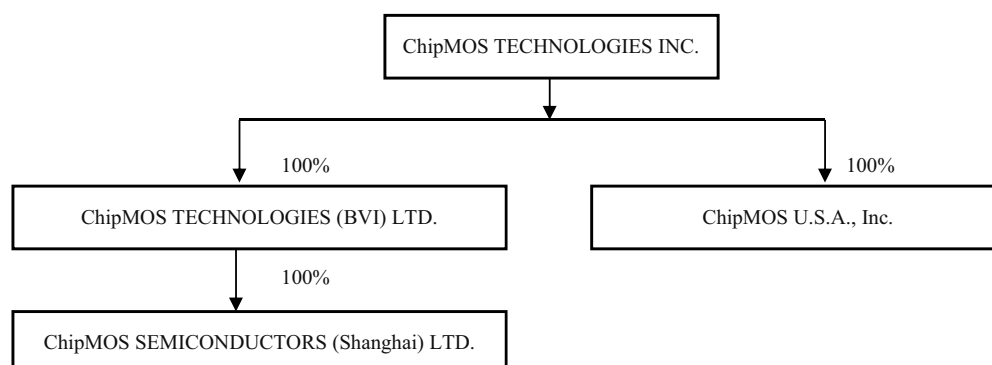 ChipMOS TECHNOLOGIES INC.
100%
100%
ChipMOS TECHNOLOGIES (BVI) LTD.
ChipMOS U.S.A., Inc.
100%
ChipMOS SEMICONDUCTORS (Shanghai) LTD.